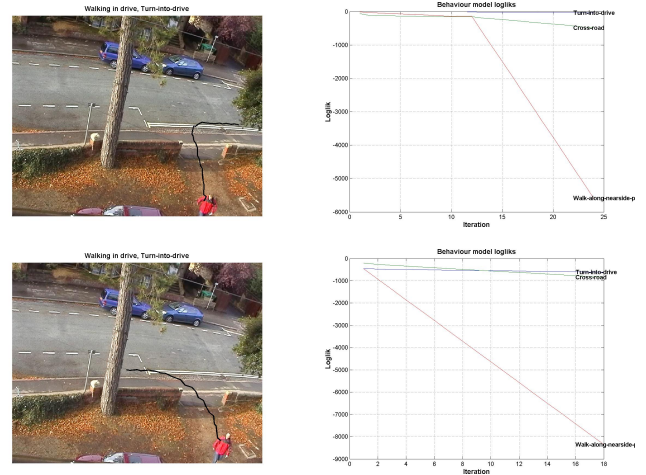 Walking in drive, Turn-into-drive
Behaviour model logliks
0
-1000
-2000
-3000
-4000
-5000
-6000
Loglik
0 5 10 15 20 25
Iteration
Turn-into-drive
Cross-road
Walk-along-nearside-p
Walking in drive, Turn-into-drive
Behaviour model logliks
0
-1000
-2000
-3000
-4000
-5000
-6000
-7000
-8000
-9000
Loglik
0 2 4 6 8 10 12 14 16 18
Iteration
Turn-into-drive
Cross-road
Walk-along-nearside-p